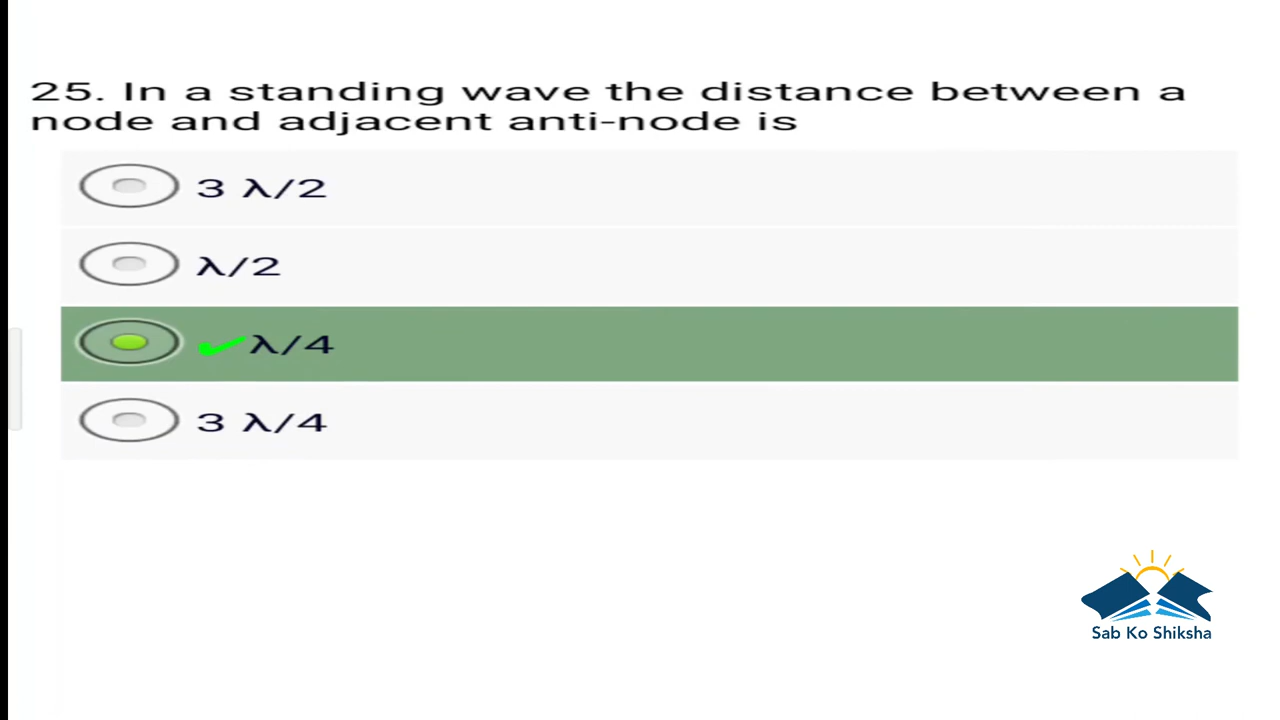 25. In a standing wave the distance between a
node and adjacent anti-node is
3 λ/2
λ/2
✔λ/4
3 λ/4
Sab Ko Shiksha